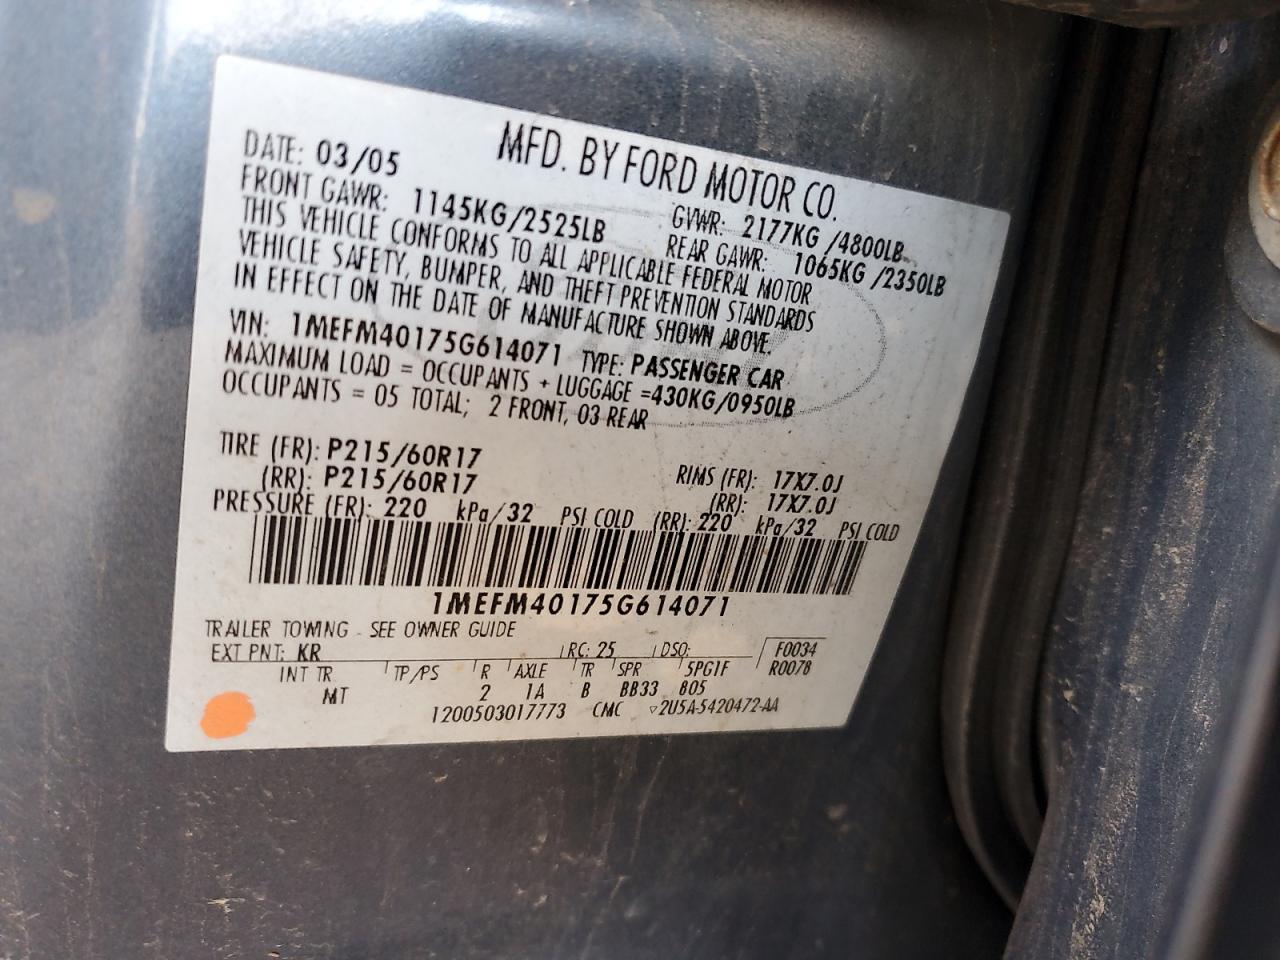 MFD. BY FORD MOTOR CO.
DATE: 03/05 GVWR: 2177KG /4800LB
FRONT GAWR: 1145KG/2525LB REAR GAWR: 1065KG /2350LB
THIS VEHICLE CONFORMS TO ALL APPLICABLE FEDERAL MOTOR
VEHICLE SAFETY, BUMPER, AND THEFT PREVENTION STANDARDS
IN EFFECT ON THE DATE OF MANUFACTURE SHOWN ABOVE.
VIN: 1MEFM40175G614071 TYPE: PASSENGER CAR
MAXIMUM LOAD = OCCUPANTS + LUGGAGE =430KG/0950LB
OCCUPANTS = 05 TOTAL; 2 FRONT, 03 REAR
TIRE (FR): P215/60R17 RIMS (FR): 17X7.0J
(RR): P215/60R17 (RR): 17X7.0J
PRESSURE (FR): 220 kPa/32 PSI COLD (RR): 220 kPa/32 PSI COLD
1MEFM40175G614071
TRAILER TOWING - SEE OWNER GUIDE
EXT PNT: KR RC: 25 DSO: F0034
INT TR TP/PS R AXLE TR SPR 5PG1F R0078
MT 2 1A B BB33 805
1200503017773 CMC ▽2U5A-5420472-AA